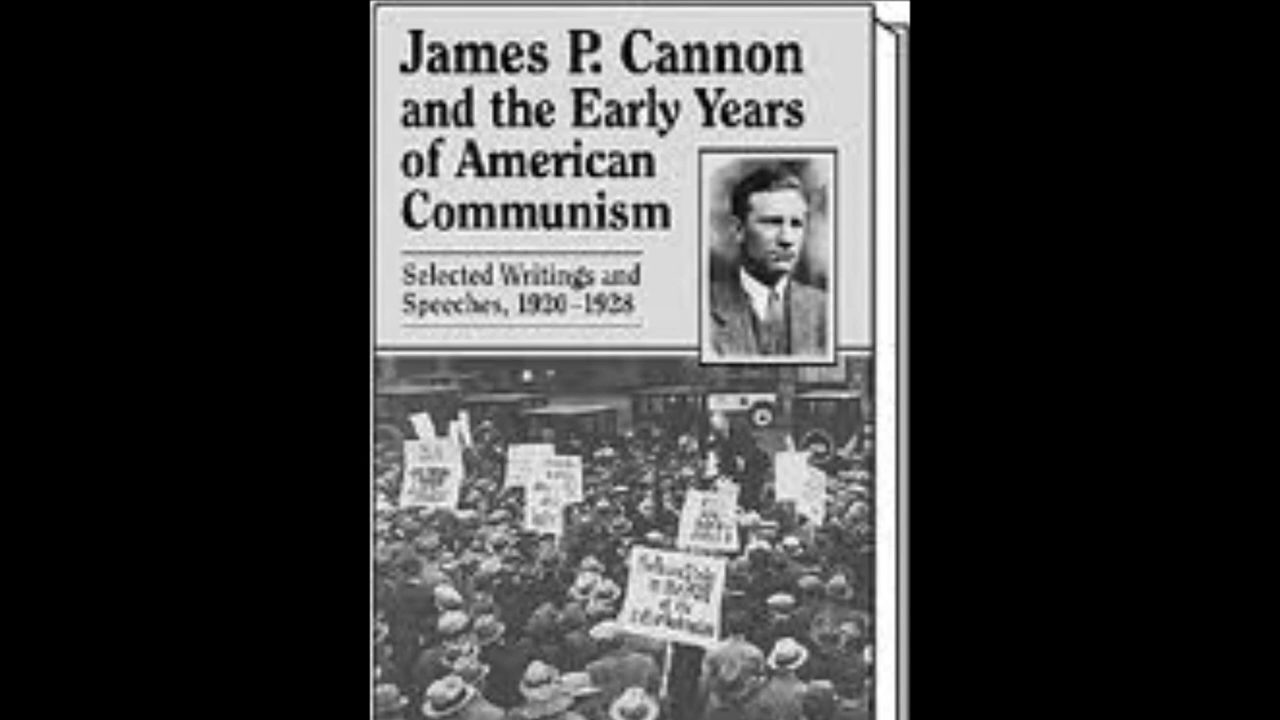 James P. Cannon
and the Early Years
of American
Communism
Selected Writings and
Speeches, 1920–1928